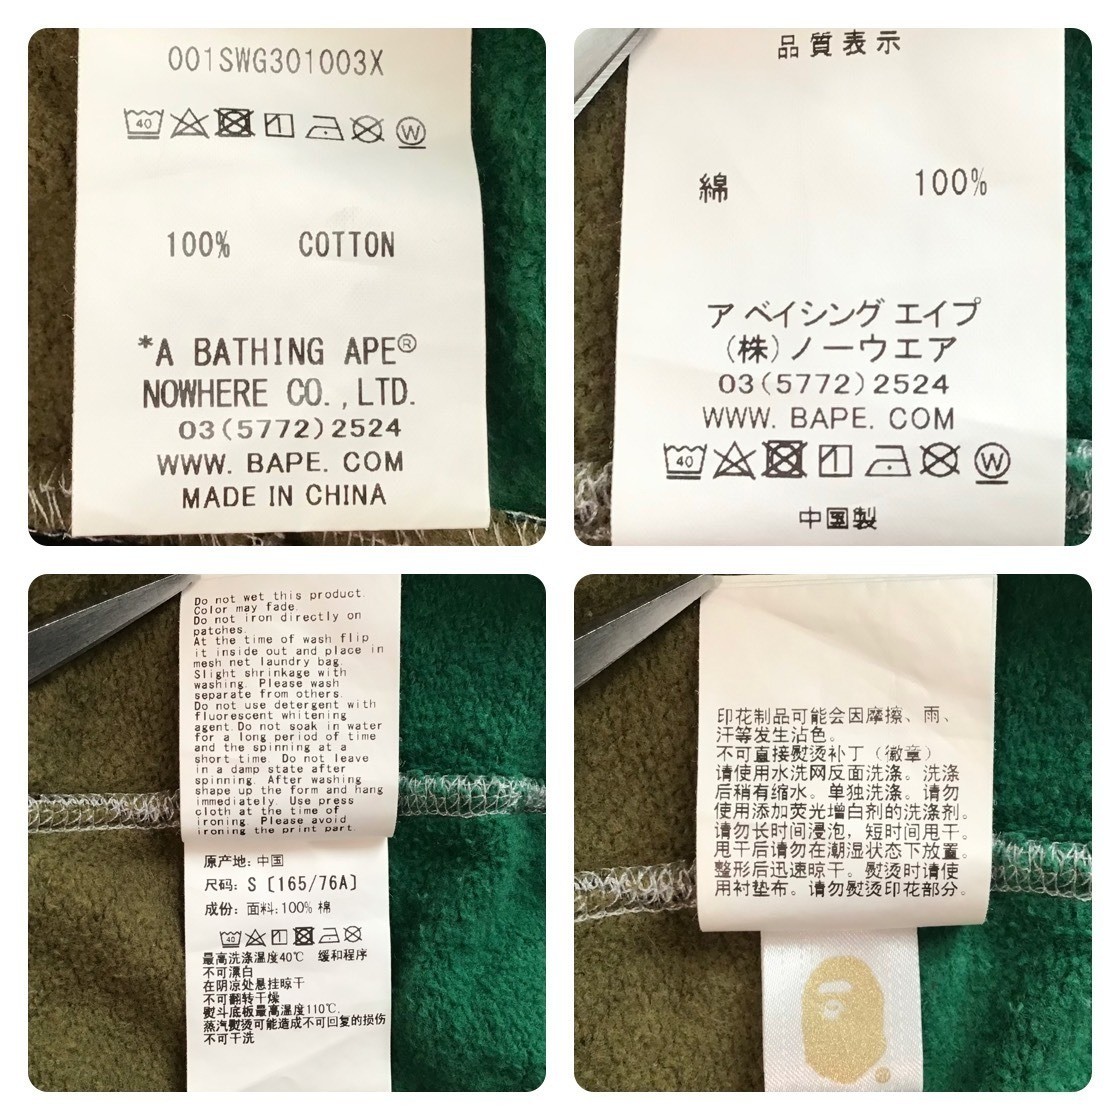 001SWG301003X
40 W
100% COTTON
*A BATHING APE®
NOWHERE CO.,LTD.
03(5772)2524
WWW. BAPE. COM
MADE IN CHINA
品質表示
綿 100%
ア ベイシング エイプ
(株)ノーウエア
03(5772)2524
WWW. BAPE. COM
40 W
中国製
Do not wet this product.
Color may fade.
Do not iron directly on
patches.
At the time of wash flip
it inside out and place in
mesh net laundry bag.
Slight shrinkage with
washing. Please wash
separate from others.
Do not use detergent with
fluorescent whitening
agent.Do not soak in water
for a long period of time
and the spinning at a
short time. Do not leave
in a damp state after
spinning. After washing
shape up the form and hang
immediately. Use press
cloth at the time of
ironing. Please avoid
ironing the print part.
原产地: 中国
尺码: S [165/76A]
成份: 面料:100% 棉
40
最高洗涤温度40℃ 缓和程序
不可漂白
在阴凉处悬挂晾干
不可翻转干燥
熨斗底板最高温度110℃,
蒸汽熨烫可能造成不可回复的损伤
不可干洗
印花制品可能会因摩擦、雨、
汗等发生沾色。
不可直接熨烫补丁（徽章）
请使用水洗网反面洗涤。洗涤
后稍有缩水。单独洗涤。请勿
使用添加荧光增白剂的洗涤剂。
请勿长时间浸泡，短时间甩干。
甩干后请勿在潮湿状态下放置。
整形后迅速晾干。熨烫时请使
用衬垫布。请勿熨烫印花部分。
®